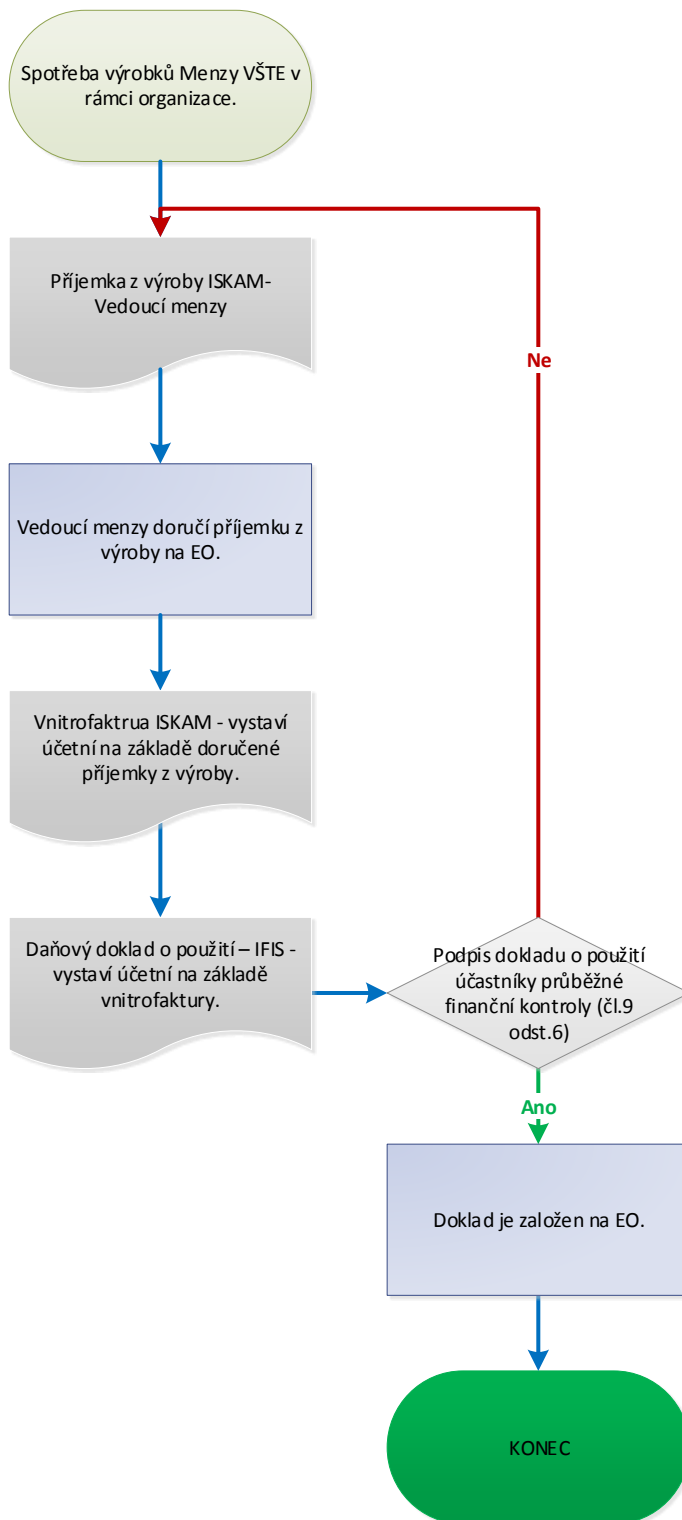 Spotřeba výrobků Menzy VŠTE v
rámci organizace.
Příjemka z výroby ISKAM-
Vedoucí menzy
Ne
Vedoucí menzy doručí příjemku z
výroby na EO.
Vnitrofaktrua ISKAM - vystaví
účetní na základě doručené
příjemky z výroby.
Daňový doklad o použití – IFIS -
vystaví účetní na základě
vnitrofaktury.
Podpis dokladu o použití
účastníky průběžné
finanční kontroly (čl.9
odst.6)
Ano
Doklad je založen na EO.
KONEC